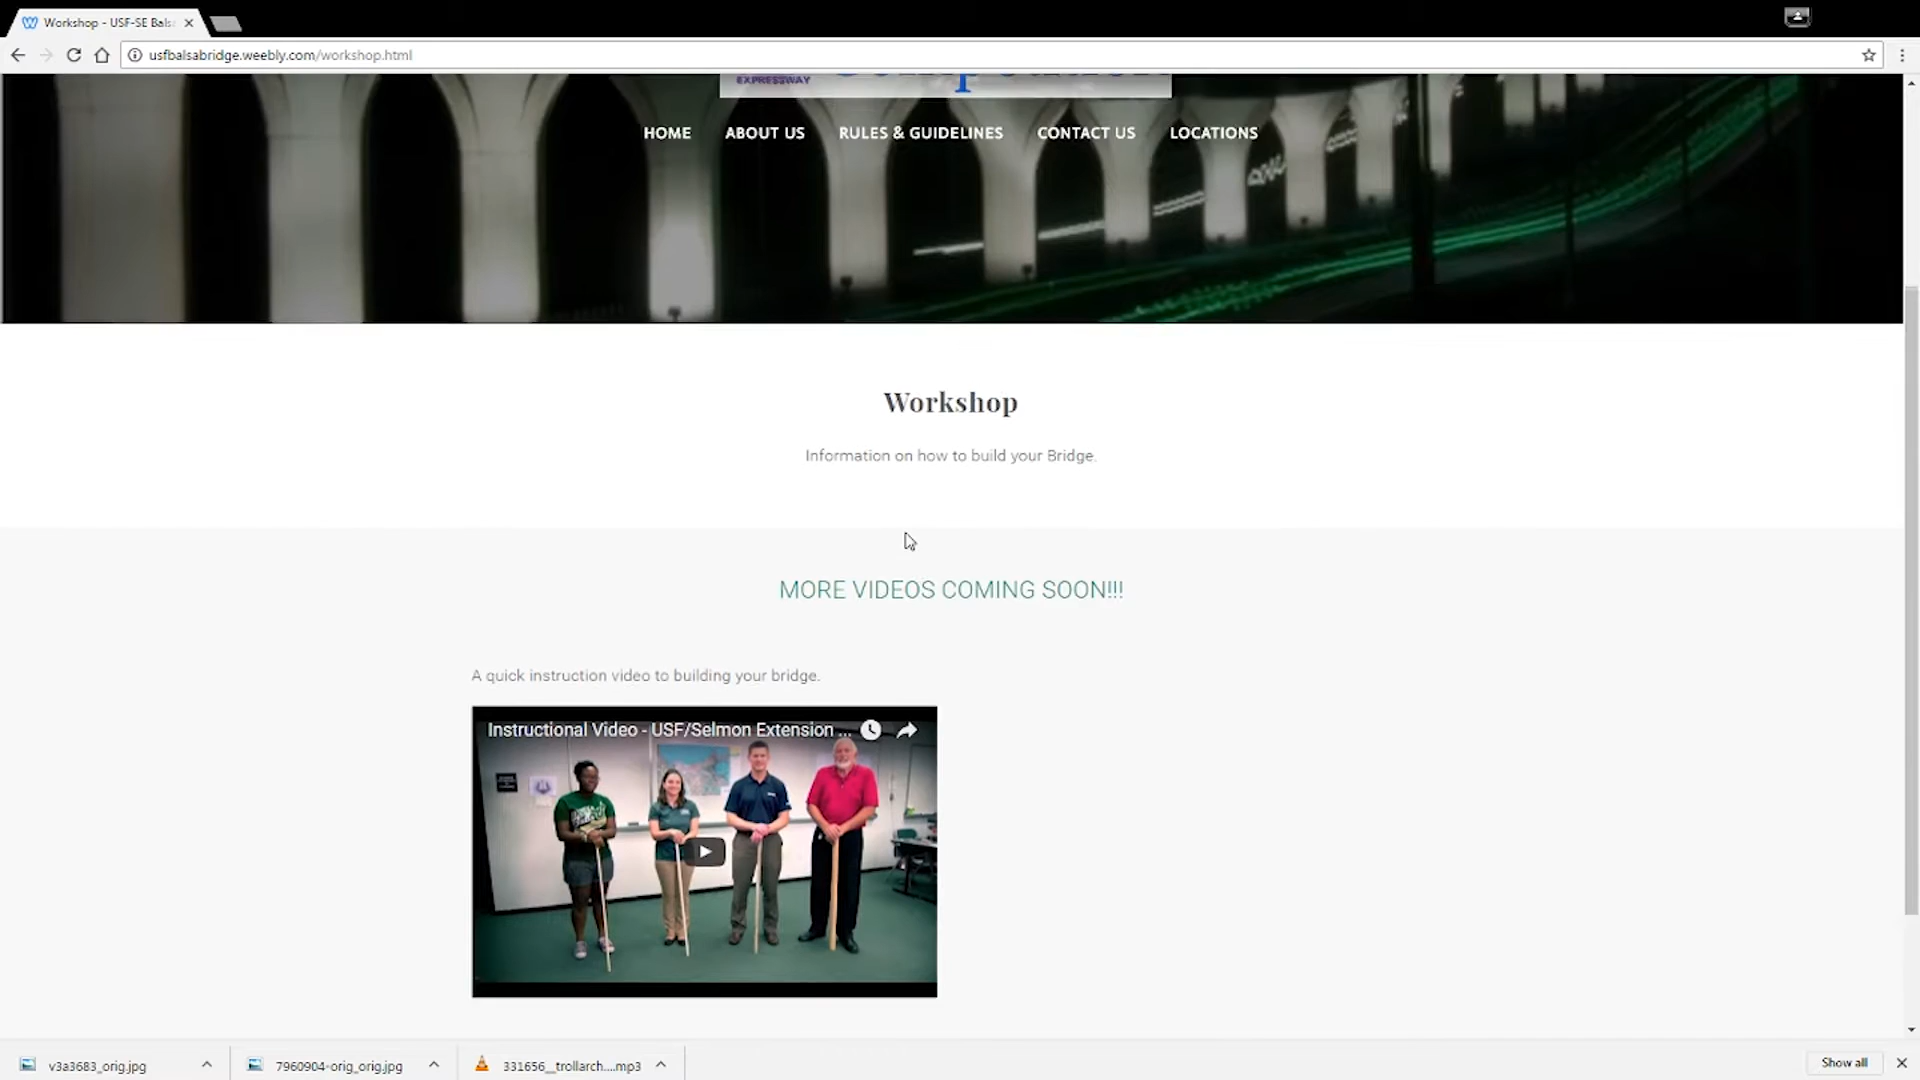 Workshop - USF-SE Bals
usfbalsabridge.weebly.com/workshop.html
EXPRESSWAY
HOME ABOUT US RULES & GUIDELINES CONTACT US LOCATIONS
Workshop
Information on how to build your Bridge.
MORE VIDEOS COMING SOON!!!
A quick instruction video to building your bridge.
Instructional Video - USF/Selmon Extension ...
v3a3683_orig.jpg 7960904-orig_orig.jpg 331656__trollarch....mp3 Show all